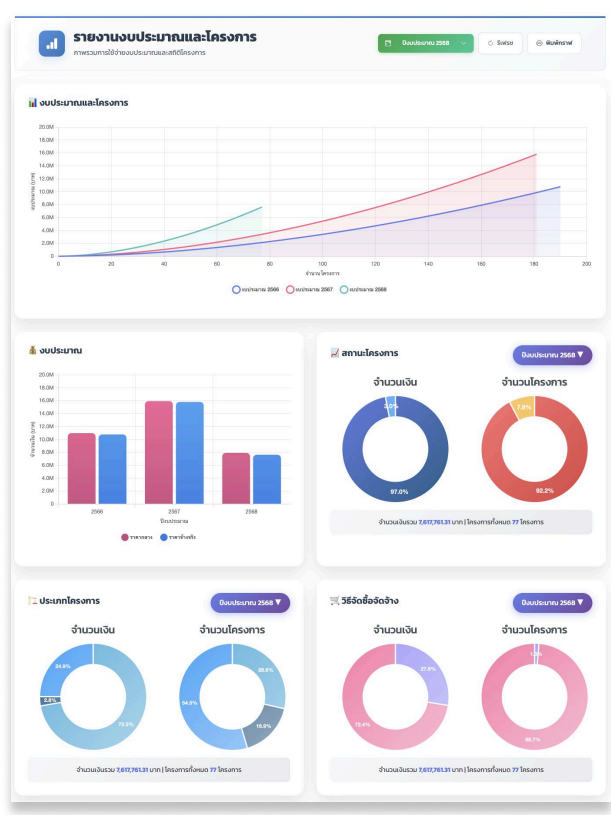 รายงานงบประมาณและโครงการ
ภาพรวมการใช้จ่ายงบประมาณและสถิติโครงการ
ปีงบประมาณ 2568
รีเฟรช
พิมพ์กราฟ
งบประมาณและโครงการ
20.0M
18.0M
16.0M
14.0M
12.0M
10.0M
8.0M
6.0M
4.0M
2.0M
0
งบประมาณ (บาท)
0 20 40 60 80 100 120 140 160 180 200
จำนวนโครงการ
งบประมาณ 2566 งบประมาณ 2567 งบประมาณ 2568
งบประมาณ
20.0M
18.0M
16.0M
14.0M
12.0M
10.0M
8.0M
6.0M
4.0M
2.0M
0
จำนวนเงิน (บาท)
2566 2567 2568
ปีงบประมาณ
ราคากลาง ราคาจ้างจริง
สถานะโครงการ
ปีงบประมาณ 2568 ▼
จำนวนเงิน จำนวนโครงการ
3.0% 7.8%
97.0% 92.2%
จำนวนเงินรวม 7,617,761.31 บาท | โครงการทั้งหมด 77 โครงการ
ประเภทโครงการ
ปีงบประมาณ 2568 ▼
จำนวนเงิน จำนวนโครงการ
จำนวนเงินรวม 7,617,761.31 บาท | โครงการทั้งหมด 77 โครงการ
วิธีจัดซื้อจัดจ้าง
ปีงบประมาณ 2568 ▼
จำนวนเงิน จำนวนโครงการ
98.7%
จำนวนเงินรวม 7,617,761.31 บาท | โครงการทั้งหมด 77 โครงการ